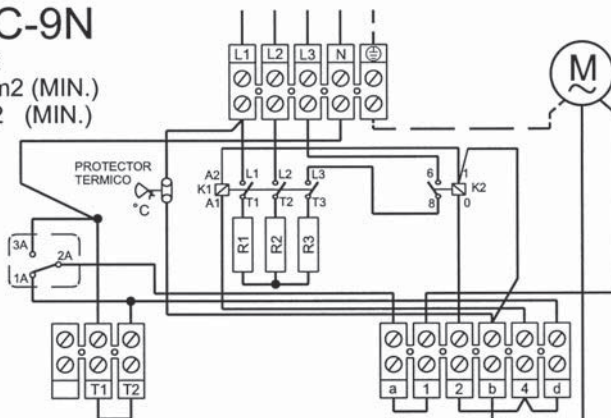 C-9N
m2 (MIN.)
2 (MIN.)
L1 L2 L3 N
M
~
PROTECTOR
TERMICO
°C
A2 L1 L2 L3 6 1
K1 K2
A1 T1 T2 T3 8 0
R1 R2 R3
3A
2A
1A
T1 T2
a 1 2 b 4 d